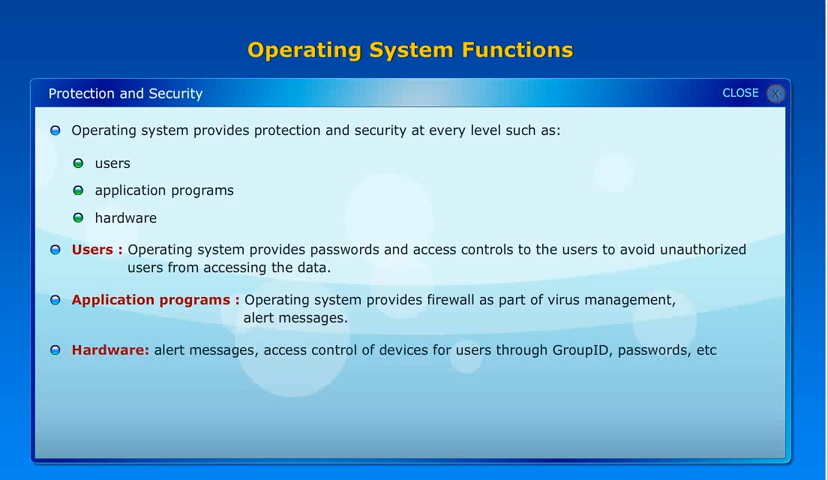 Operating System Functions
Protection and Security
CLOSE X
Operating system provides protection and security at every level such as:
users
application programs
hardware
Users : Operating system provides passwords and access controls to the users to avoid unauthorized
users from accessing the data.
Application programs : Operating system provides firewall as part of virus management,
alert messages.
Hardware: alert messages, access control of devices for users through GroupID, passwords, etc